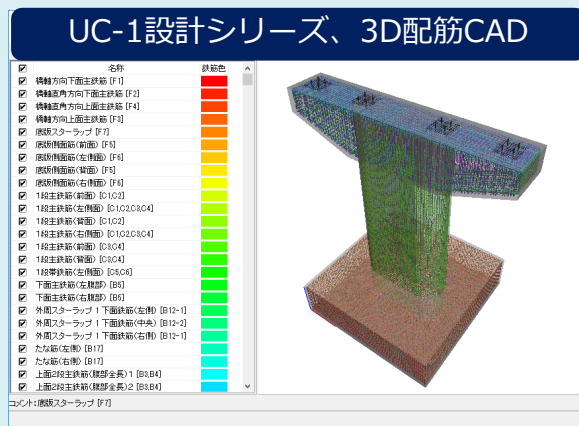 UC-1設計シリーズ、3D配筋CAD
名称 鉄筋色
橋軸方向下面主鉄筋 [F1]
橋軸直角方向下面主鉄筋 [F2]
橋軸直角方向上面主鉄筋 [F4]
橋軸方向上面主鉄筋 [F3]
底版スターラップ [F7]
底版側面筋(前面) [F5]
底版側面筋(左側面) [F6]
底版側面筋(背面) [F5]
底版側面筋(右側面) [F6]
1段主鉄筋(前面) [C1,C2]
1段主鉄筋(左側面) [C1,C2,C3,C4]
1段主鉄筋(背面) [C1,C2]
1段主鉄筋(右側面) [C1,C2,C3,C4]
1段主鉄筋(前面) [C3,C4]
1段主鉄筋(背面) [C3,C4]
1段帯鉄筋(左側面) [C5,C6]
下面主鉄筋(左腹部) [B5]
下面主鉄筋(右腹部) [B5]
外周スターラップ 1 下面鉄筋(左側) [B12-1]
外周スターラップ 1 下面鉄筋(中央) [B12-2]
外周スターラップ 1 下面鉄筋(右側) [B12-1]
たな筋(左側) [B17]
たな筋(右側) [B17]
上面2段主鉄筋(腹部全長)1 [B3,B4]
上面2段主鉄筋(腹部全長)2 [B3,B4]
コメント:底版スターラップ [F7]